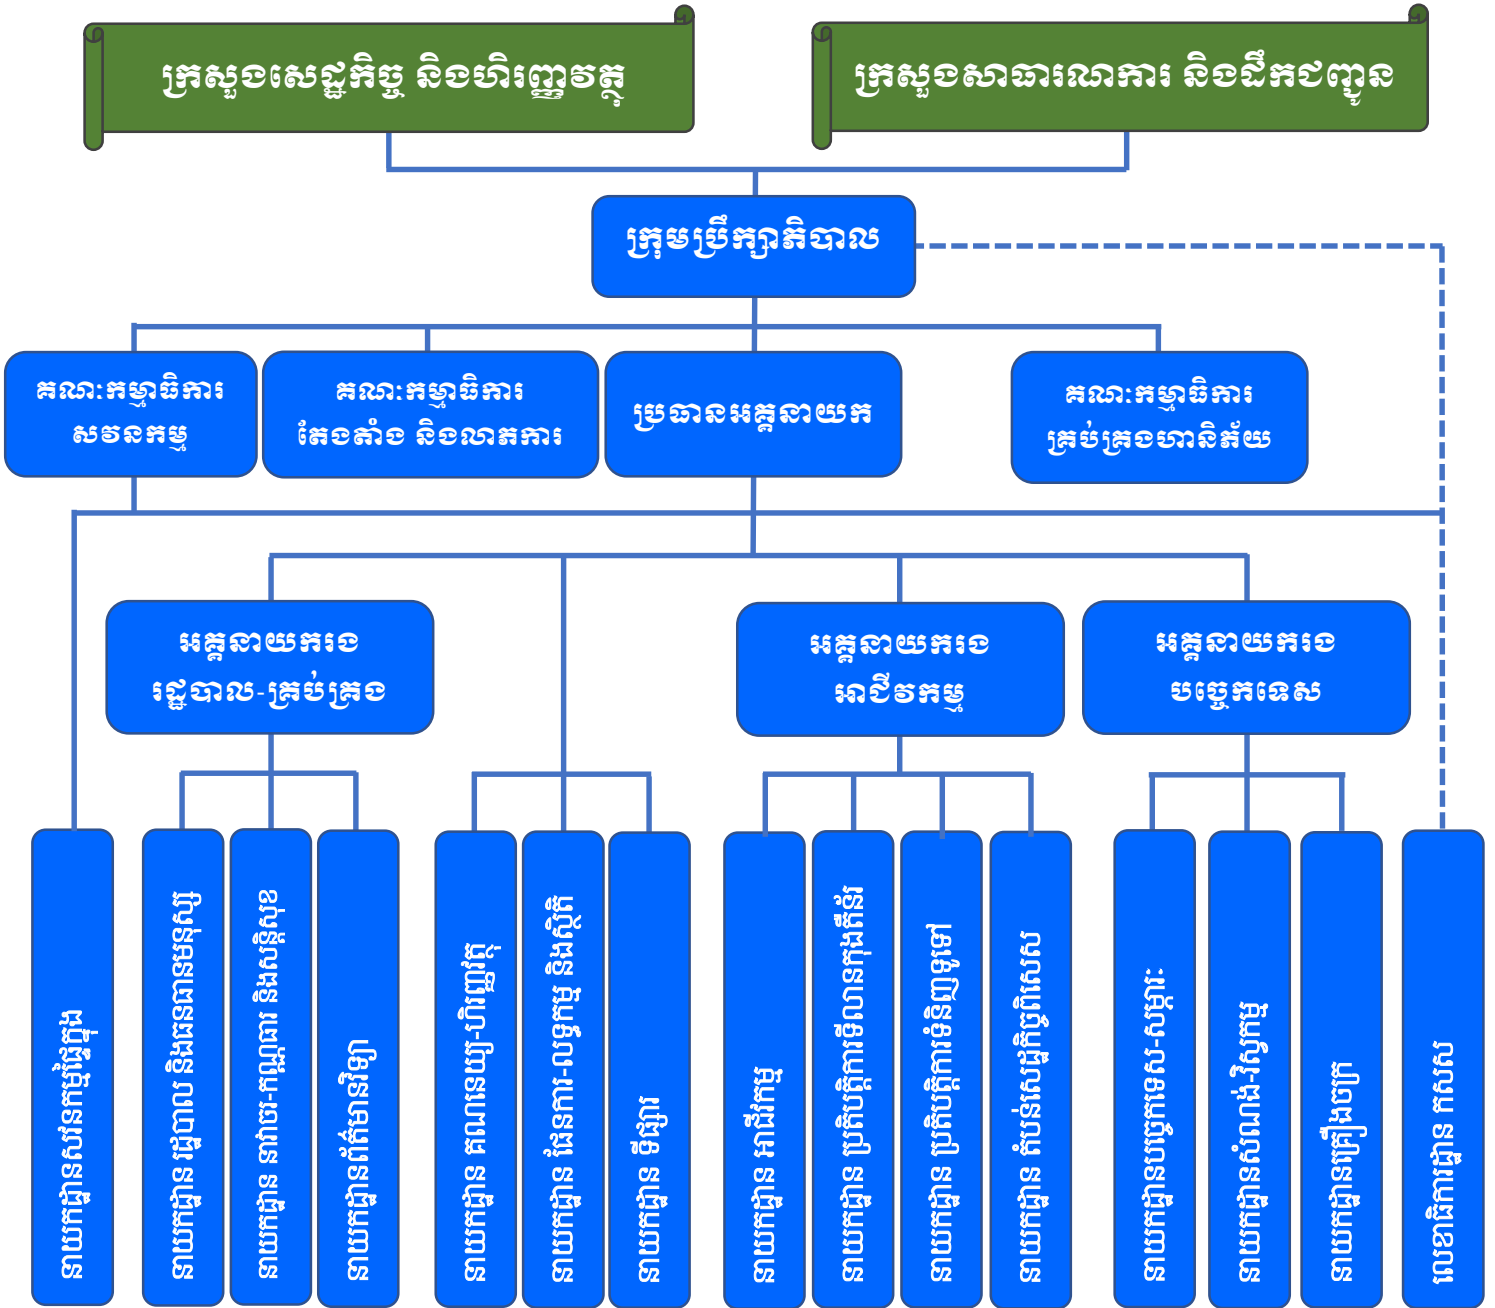 ក្រសួងសេដ្ឋកិច្ច និងហិរញ្ញវត្ថុ
ក្រសួងសាធារណការ និងដឹកជញ្ជូន
ក្រុមប្រឹក្សាភិបាល
គណៈកម្មាធិការ
សវនកម្ម
គណៈកម្មាធិការ
តែងតាំង និងលាភការ
ប្រធានអគ្គនាយក
គណៈកម្មាធិការ
គ្រប់គ្រងហានិភ័យ
អគ្គនាយករង
រដ្ឋបាល-គ្រប់គ្រង
អគ្គនាយករង
អាជីវកម្ម
អគ្គនាយករង
បច្ចេកទេស
នាយកដ្ឋានសវនកម្មផ្ទៃក្នុង
នាយកដ្ឋាន រដ្ឋបាល និងធនធានមនុស្ស
នាយកដ្ឋាន នាវាចរ-កណ្ណធារ និងសន្តិសុខ
នាយកដ្ឋានព័ត៌មានវិទ្យា
នាយកដ្ឋាន គណនេយ្យ-ហិរញ្ញវត្ថុ
នាយកដ្ឋាន ផែនការ-លទ្ធកម្ម និងស្ថិតិ
នាយកដ្ឋាន ទីផ្សារ
នាយកដ្ឋាន អាជីវកម្ម
នាយកដ្ឋាន ប្រតិបត្តិការទីលានកុងតឺន័រ
នាយកដ្ឋាន ប្រតិបត្តិការទំនិញទូទៅ
នាយកដ្ឋាន តំបន់សេដ្ឋកិច្ចពិសេស
នាយកដ្ឋានបច្ចេកទេស-សម្ភារៈ
នាយកដ្ឋានសំណង់-វិស្វកម្ម
នាយកដ្ឋានគ្រឿងចក្រ
លេខាធិការដ្ឋាន កសស